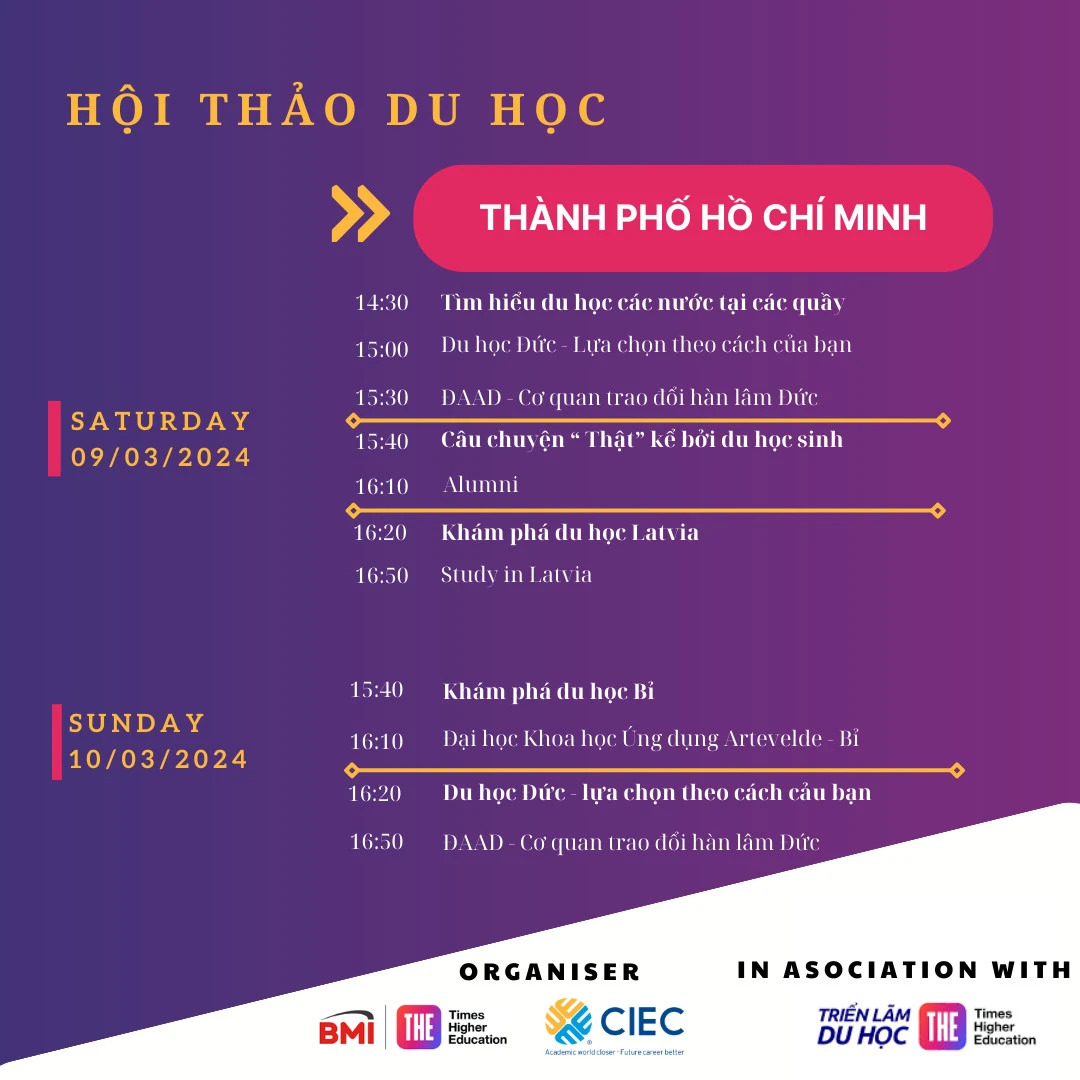 HỘI THẢO DU HỌC
THÀNH PHỐ HỒ CHÍ MINH
SATURDAY
09/03/2024
14:30 Tìm hiểu du học các nước tại các quầy
15:00 Du học Đức - Lựa chọn theo cách của bạn
15:30 ĐAAD - Cơ quan trao đổi hàn lâm Đức
15:40 Câu chuyện “ Thật” kể bởi du học sinh
16:10 Alumni
16:20 Khám phá du học Latvia
16:50 Study in Latvia
SUNDAY
10/03/2024
15:40 Khám phá du học Bỉ
16:10 Đại học Khoa học Ứng dụng Artevelde - Bỉ
16:20 Du học Đức - lựa chọn theo cách cảu bạn
16:50 ĐAAD - Cơ quan trao đổi hàn lâm Đức
ORGANISER
BMI THE Times Higher Education
CIEC
Academic world closer - Future career better
IN ASOCIATION WITH
TRIỂN LÃM
DU HỌC
THE Times Higher Education